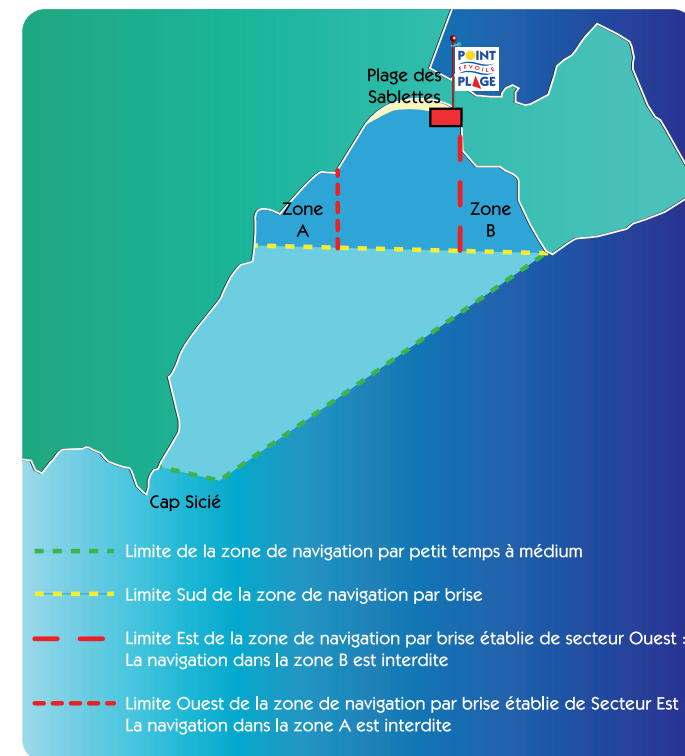 POINT
FFVOILE
PLAGE
Plage des
Sablettes
Zone
A
Zone
B
Cap Sicié
Limite de la zone de navigation par petit temps à médium
Limite Sud de la zone de navigation par brise
Limite Est de la zone de navigation par brise établie de secteur Ouest :
La navigation dans la zone B est interdite
Limite Ouest de la zone de navigation par brise établie de Secteur Est
La navigation dans la zone A est interdite